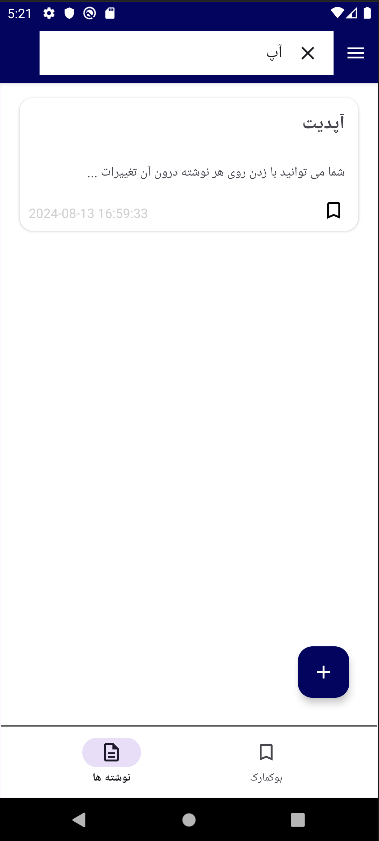 5:21
آپ
آپدیت
شما می توانید با زدن روی هر نوشته درون آن تغییرات ...
2024-08-13 16:59:33
نوشته ها
بوکمارک